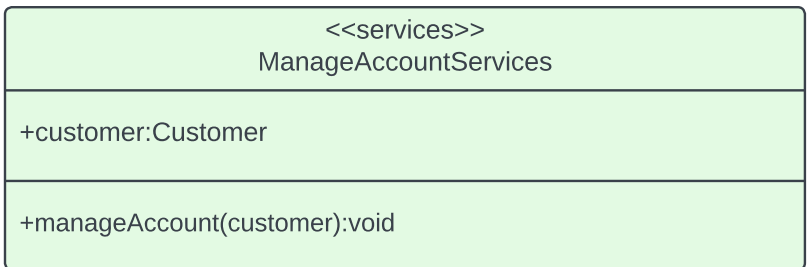 <<services>>
ManageAccountServices
+customer:Customer
+manageAccount(customer):void